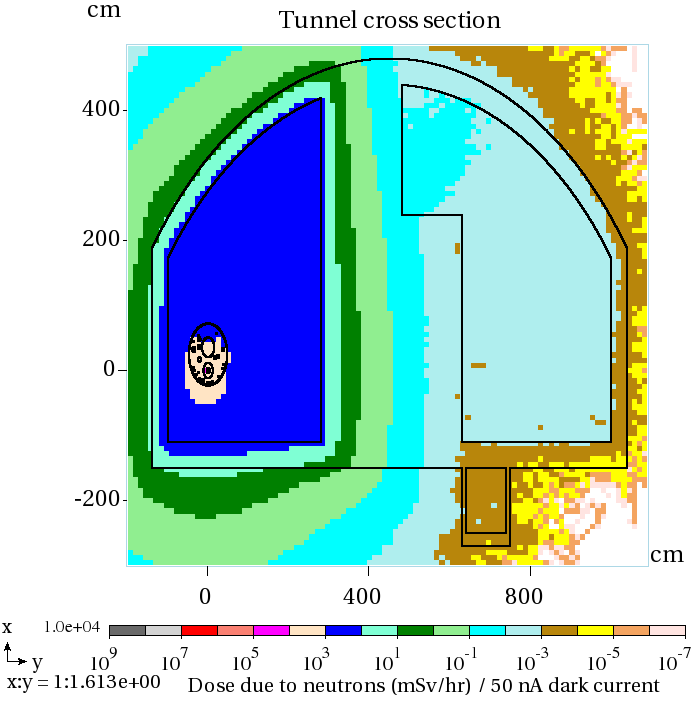 cm
Tunnel cross section
400
200
0
-200
cm
0 400 800
x
y
1.0e+04
10^9 10^7 10^5 10^3 10^1 10^-1 10^-3 10^-5 10^-7
x:y = 1:1.613e+00
Dose due to neutrons (mSv/hr) / 50 nA dark current